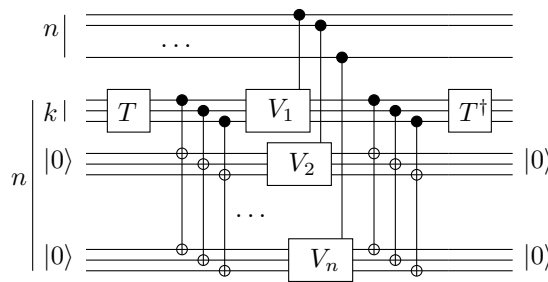 n
...
k T V₁ T†
|0⟩ V₂ |0⟩
n
...
|0⟩ Vₙ |0⟩